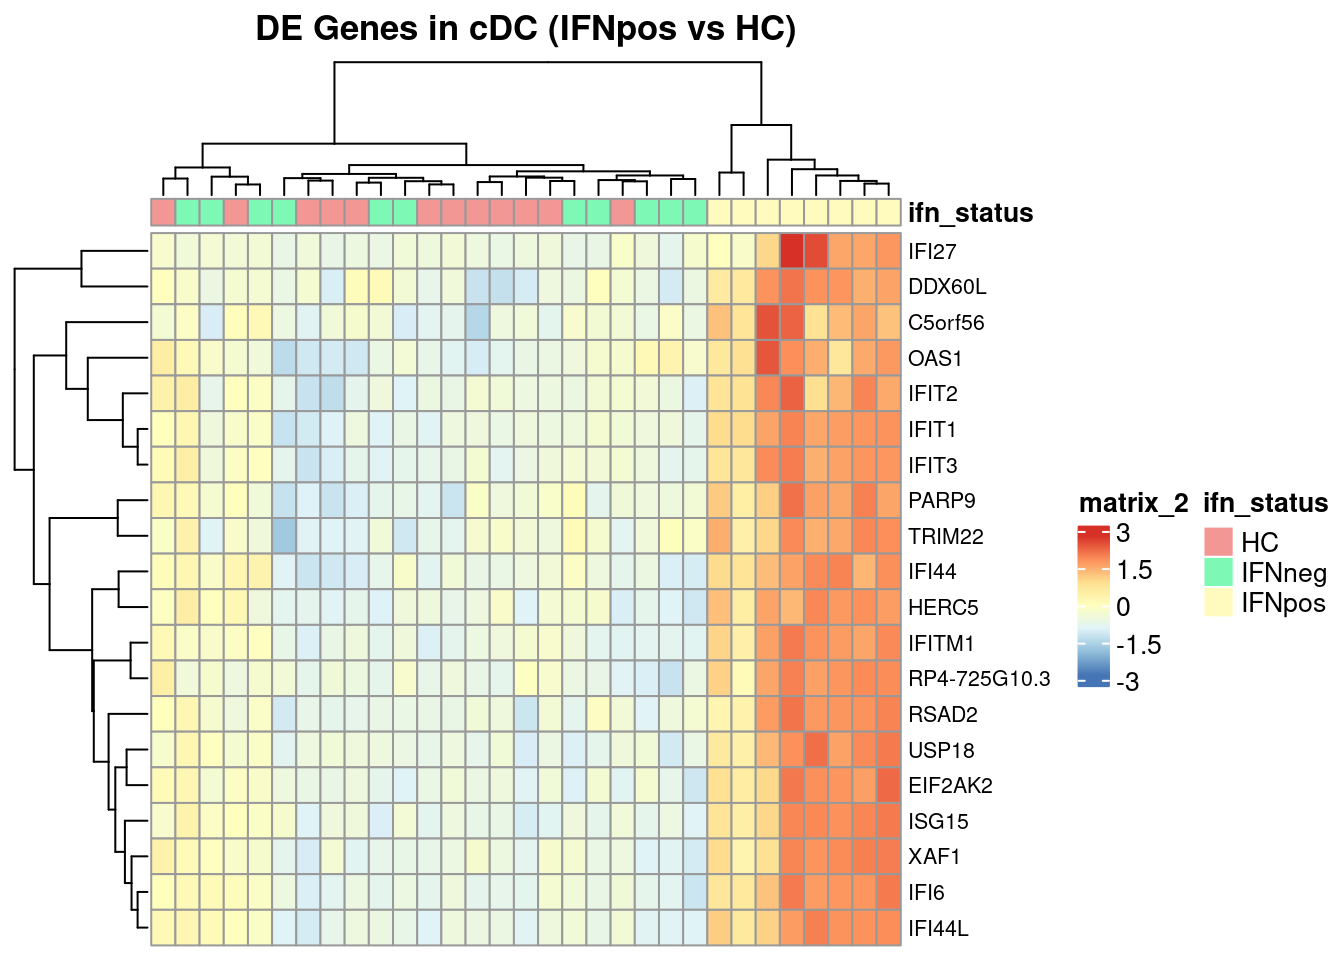 DE Genes in cDC (IFNpos vs HC)
ifn_status
IFI27
DDX60L
C5orf56
OAS1
IFIT2
IFIT1
IFIT3
PARP9
TRIM22
IFI44
HERC5
IFITM1
RP4-725G10.3
RSAD2
USP18
EIF2AK2
ISG15
XAF1
IFI6
IFI44L
matrix_2
3
1.5
0
-1.5
-3
ifn_status
HC
IFNneg
IFNpos